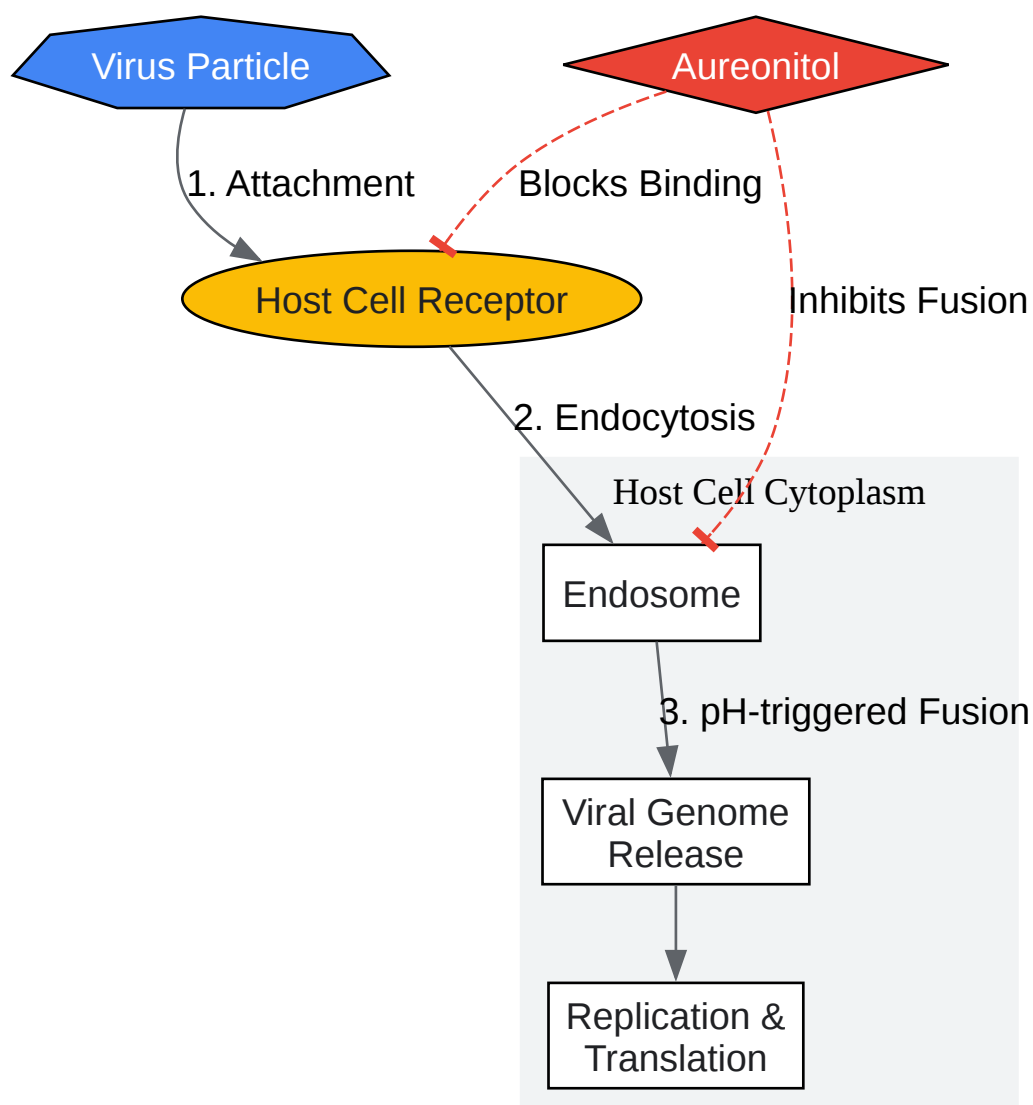 Virus Particle
Aureonitol
1. Attachment
Blocks Binding
Host Cell Receptor
Inhibits Fusion
2. Endocytosis
Host Cell Cytoplasm
Endosome
3. pH-triggered Fusion
Viral Genome
Release
Replication &
Translation